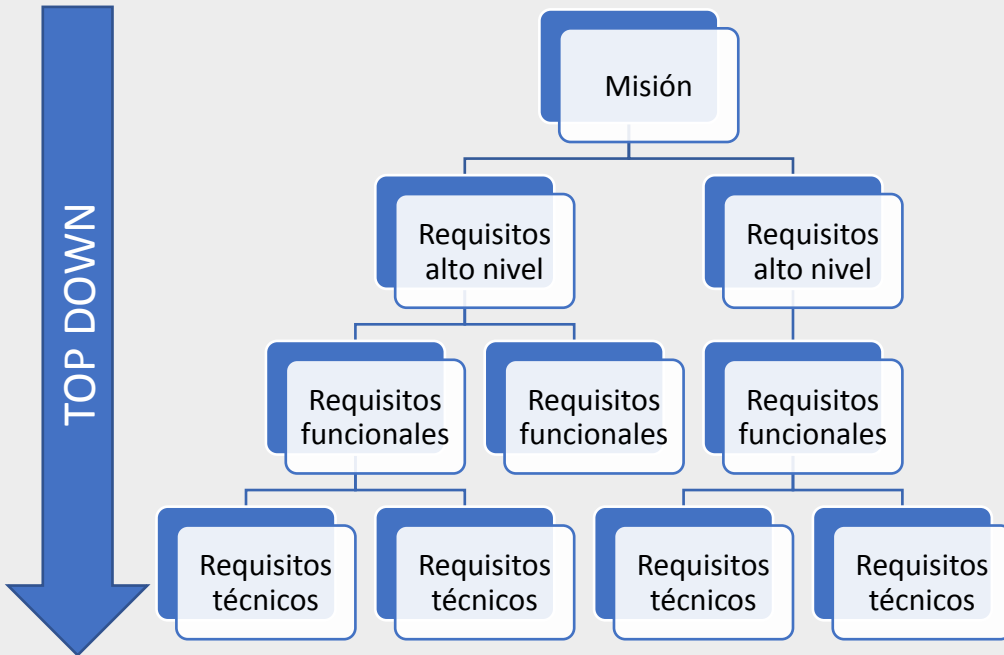 TOP DOWN
Misión
Requisitos
alto nivel
Requisitos
alto nivel
Requisitos
funcionales
Requisitos
funcionales
Requisitos
funcionales
Requisitos
técnicos
Requisitos
técnicos
Requisitos
técnicos
Requisitos
técnicos